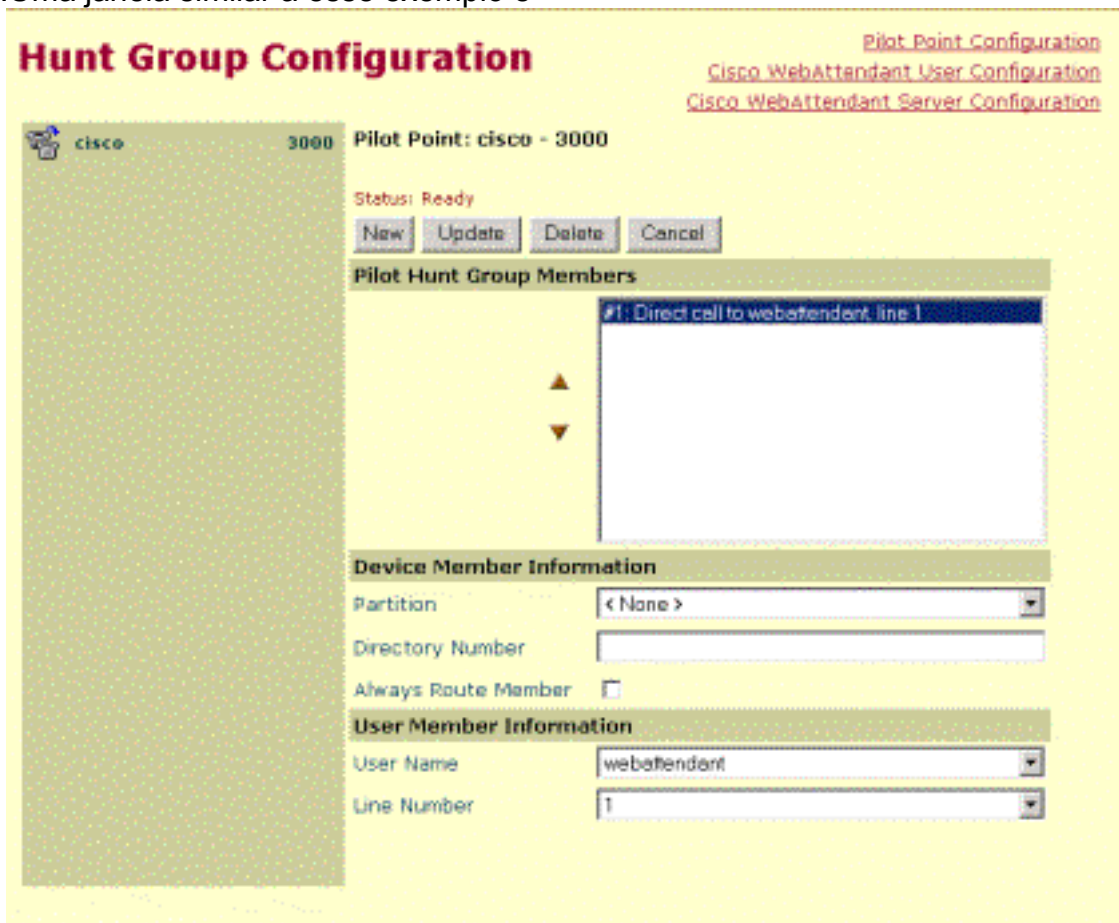 Hunt Group Configuration
Pilot Point Configuration
Cisco WebAttendant User Configuration
Cisco WebAttendant Server Configuration
cisco 3000
Pilot Point: cisco - 3000
Status: Ready
New Update Delete Cancel
Pilot Hunt Group Members
#1: Direct call to webattendant line 1
Device Member Information
Partition < None >
Directory Number
Always Route Member
User Member Information
User Name webattendant
Line Number 1